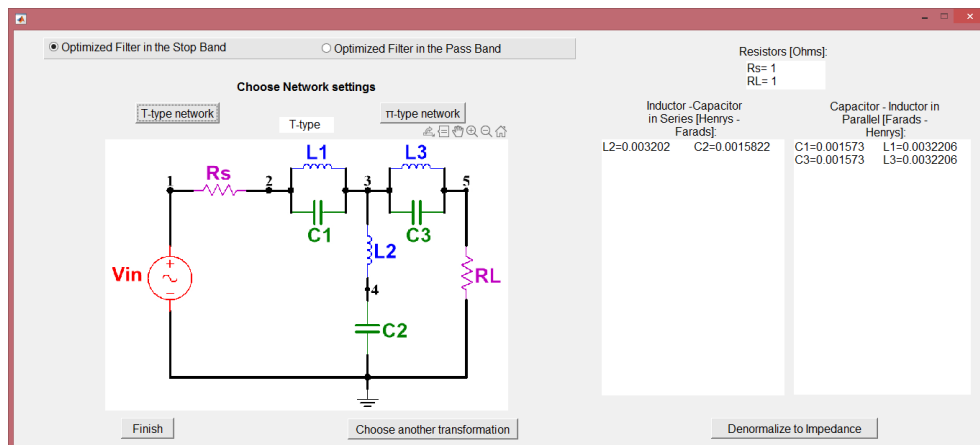 Optimized Filter in the Stop Band
Optimized Filter in the Pass Band
Choose Network settings
T-type network
π-type network
T-type
L1
L3
Rs
1
2
3
5
C1
C3
L2
Vin
4
RL
C2
Finish
Choose another transformation
Resistors [Ohms]:
Rs= 1
RL= 1
Inductor -Capacitor
in Series [Henrys -
Farads]:
L2=0.003202 C2=0.0015822
Capacitor - Inductor in
Parallel [Farads -
Henrys]:
C1=0.001573 L1=0.0032206
C3=0.001573 L3=0.0032206
Denormalize to Impedance